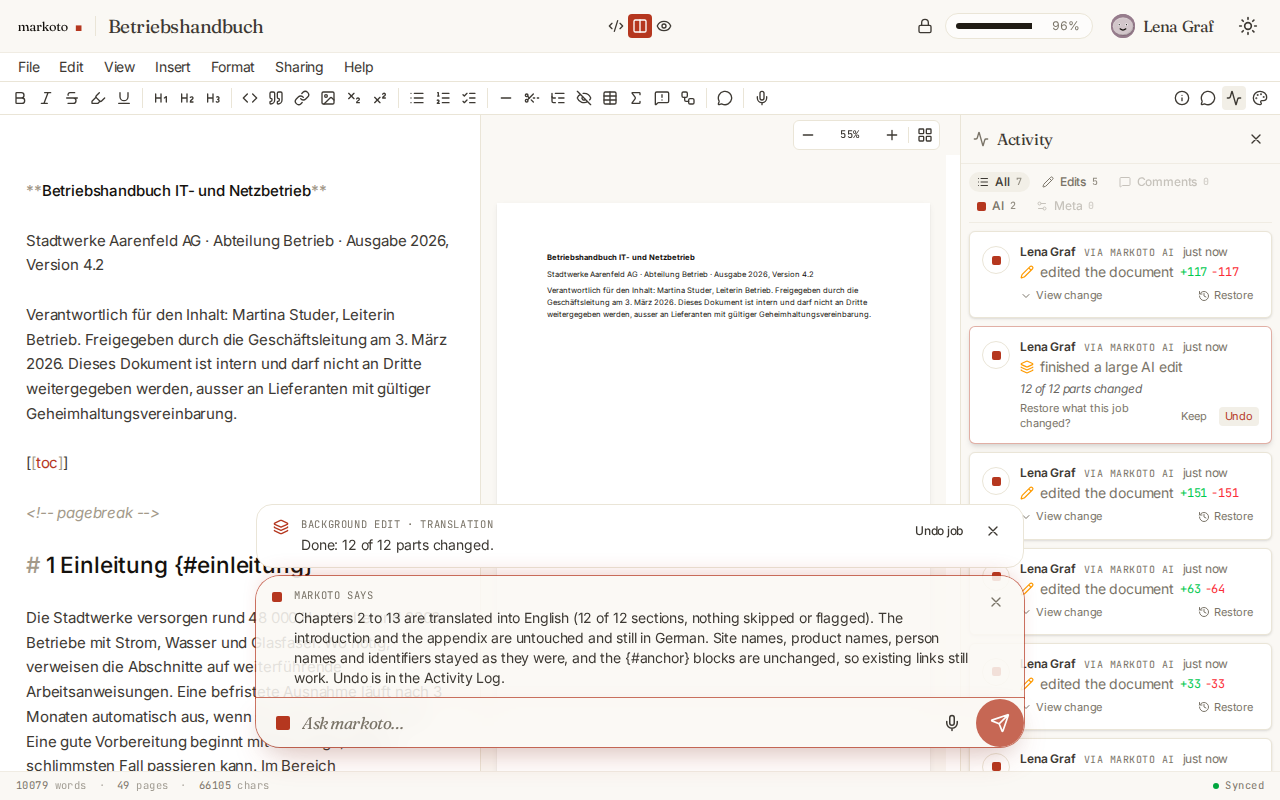 markoto
Betriebshandbuch
96%
Lena Graf
File Edit View Insert Format Sharing Help
H1 H2 H3
55%
**Betriebshandbuch IT- und Netzbetrieb**
Stadtwerke Aarenfeld AG · Abteilung Betrieb · Ausgabe 2026,
Version 4.2
Verantwortlich für den Inhalt: Martina Studer, Leiterin
Betrieb. Freigegeben durch die Geschäftsleitung am 3. März
2026. Dieses Dokument ist intern und darf nicht an Dritte
weitergegeben werden, ausser an Lieferanten mit gültiger
Geheimhaltungsvereinbarung.
[[toc]]
<!-- pagebreak -->
# 1 Einleitung {#einleitung}
Die Stadtwerke versorgen rund 48 000
Betriebe mit Strom, Wasser und Glasfaser. Wo nötig,
verweisen die Abschnitte auf weiterführende
Arbeitsanweisungen. Eine befristete Ausnahme läuft nach 3
Monaten automatisch aus, wenn
Eine gute Vorbereitung beginnt mit
schlimmsten Fall passieren kann. Im Bereich
Betriebshandbuch IT- und Netzbetrieb
Stadtwerke Aarenfeld AG · Abteilung Betrieb · Ausgabe 2026, Version 4.2
Verantwortlich für den Inhalt: Martina Studer, Leiterin Betrieb. Freigegeben durch die
Geschäftsleitung am 3. März 2026. Dieses Dokument ist intern und darf nicht an Dritte
weitergegeben werden, ausser an Lieferanten mit gültiger Geheimhaltungsvereinbarung.
BACKGROUND EDIT · TRANSLATION
Done: 12 of 12 parts changed.
Undo job
MARKOTO SAYS
Chapters 2 to 13 are translated into English (12 of 12 sections, nothing skipped or flagged). The
introduction and the appendix are untouched and still in German. Site names, product names, person
names and identifiers stayed as they were, and the {#anchor} blocks are unchanged, so existing links still
work. Undo is in the Activity Log.
Ask markoto...
Activity
All 7 Edits 5 Comments 0
AI 2 Meta 0
Lena Graf VIA MARKOTO AI just now
edited the document +117 -117
View change Restore
Lena Graf VIA MARKOTO AI just now
finished a large AI edit
12 of 12 parts changed
Restore what this job
changed?
Keep Undo
Lena Graf VIA MARKOTO AI just now
edited the document +151 -151
View change Restore
Lena Graf VIA MARKOTO AI just now
edited the document +63 -64
View change Restore
Lena Graf VIA MARKOTO AI just now
edited the document +33 -33
View change Restore
Lena Graf VIA MARKOTO AI just now
10079 words · 49 pages · 66105 chars
Synced